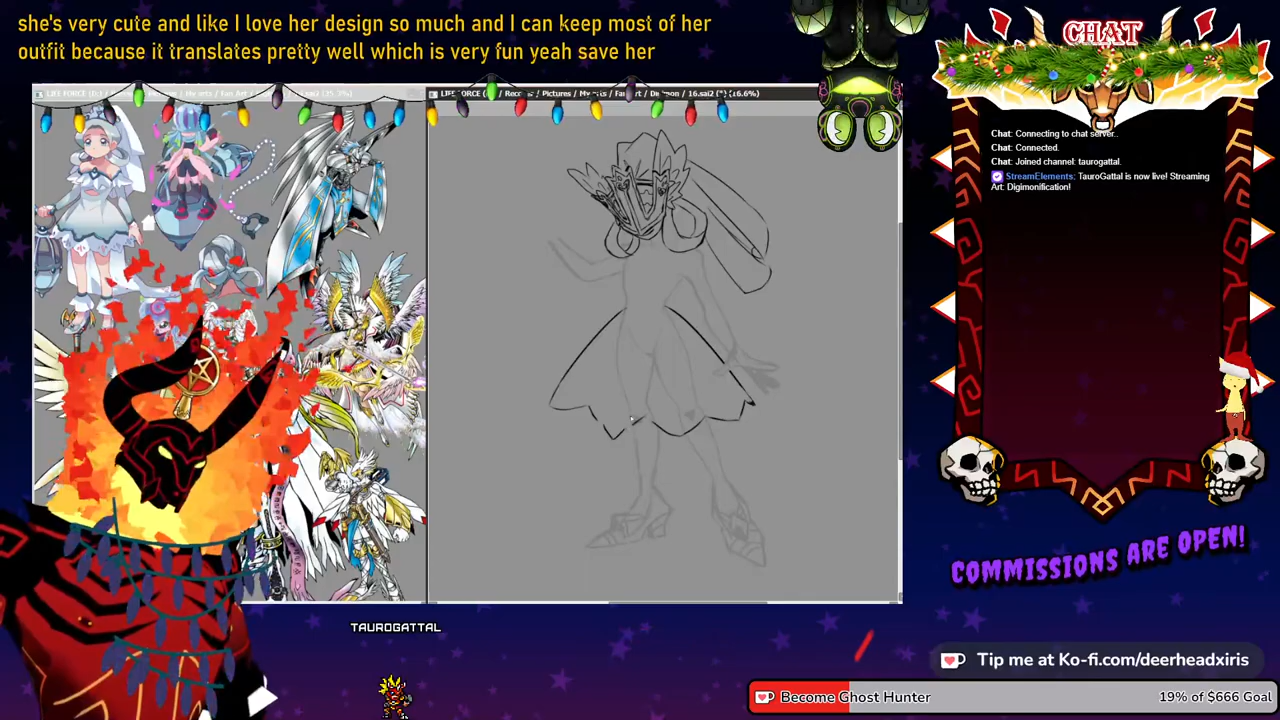 she's very cute and like I love her design so much and I can keep most of her
outfit because it translates pretty well which is very fun yeah save her
CHAT
Chat: Connecting to chat server..
Chat: Connected.
Chat: Joined channel: taurogattal.
StreamElements: TauroGattal is now live! Streaming
Art: Digimonification!
COMMISSIONS ARE OPEN!
TAUROGATTAL
Tip me at Ko-fi.com/deerheadxiris
Become Ghost Hunter
19% of $666 Goal